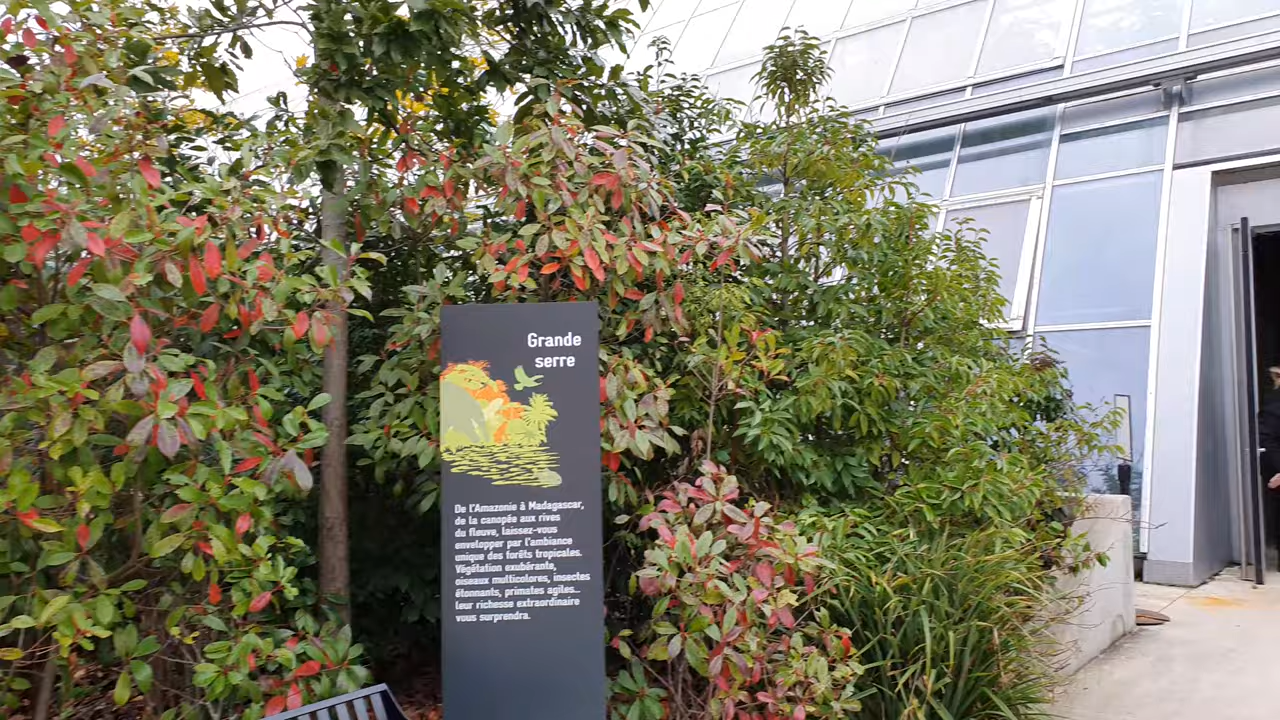 Grande
serre
De l'Amazonie à Madagascar,
de la canopée aux rives
du fleuve, laissez-vous
envelopper par l'ambiance
unique des forêts tropicales.
Végétation exubérante,
oiseaux multicolores, insectes
étonnants, primates agiles...
leur richesse extraordinaire
vous surprendra.